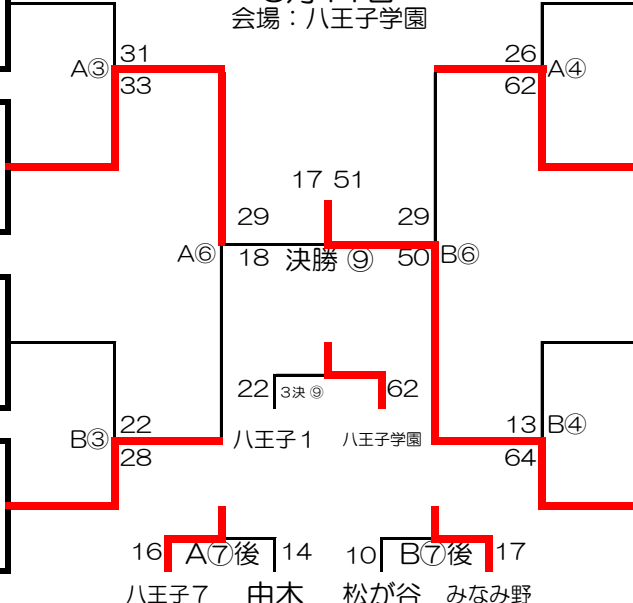 会場：八王子学園
31
A③
33
26
A④
62
17 51
29
29
A⑥
18
決勝 ⑨
50
B⑥
22
3決 ⑨
62
八王子1
八王子学園
22
B③
28
13
B④
64
16
A⑦後
14
10
B⑦後
17
八王子7
由木
松が谷
みなみ野